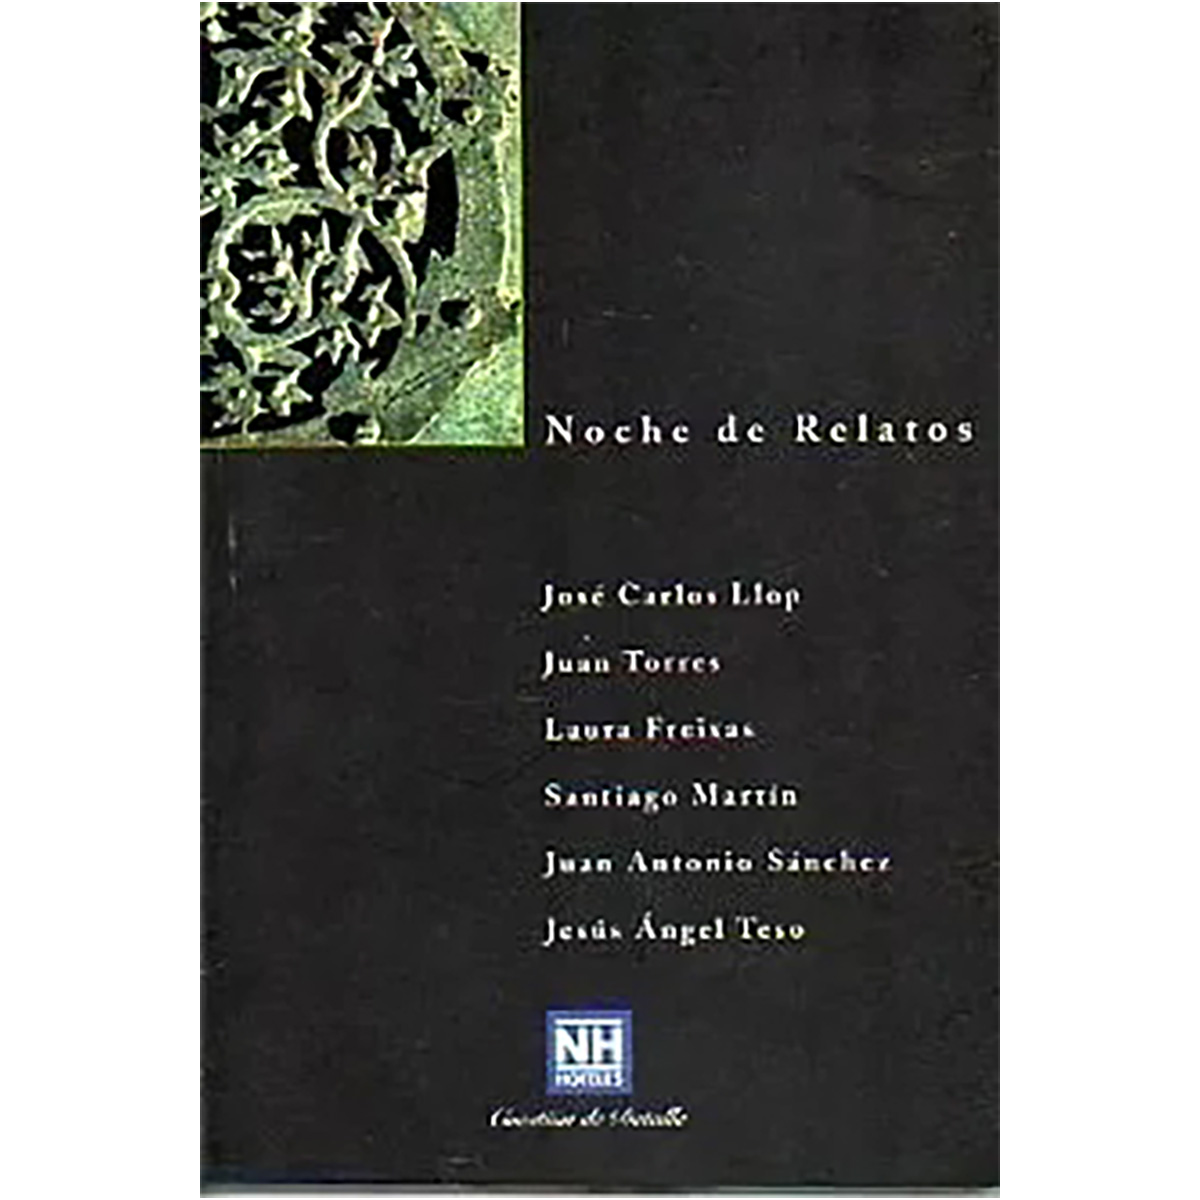 Noche de Relatos
José Carlos Llop
Juan Torres
Laura Freixas
Santiago Martín
Juan Antonio Sánchez
Jesús Ángel Teso
NH
HOTELES
Cuestión de Detalle